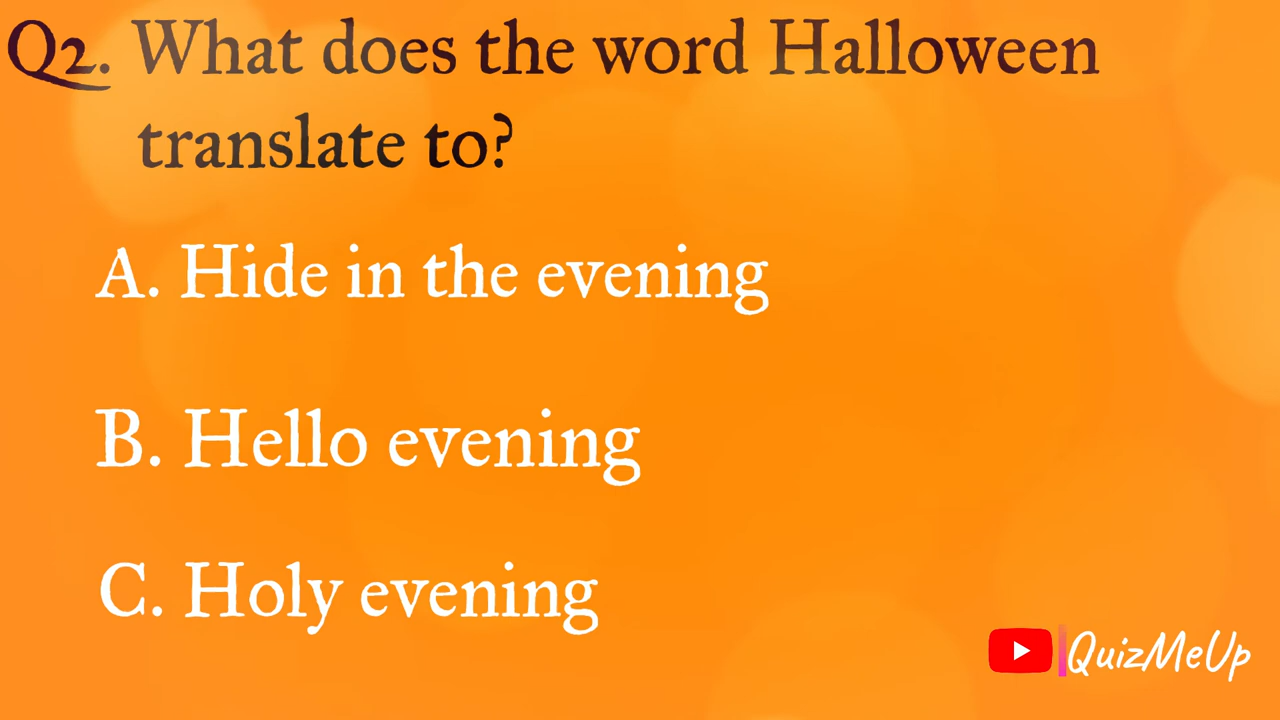 Q2. What does the word Halloween
translate to?
A. Hide in the evening
B. Hello evening
C. Holy evening
QuizMeUp